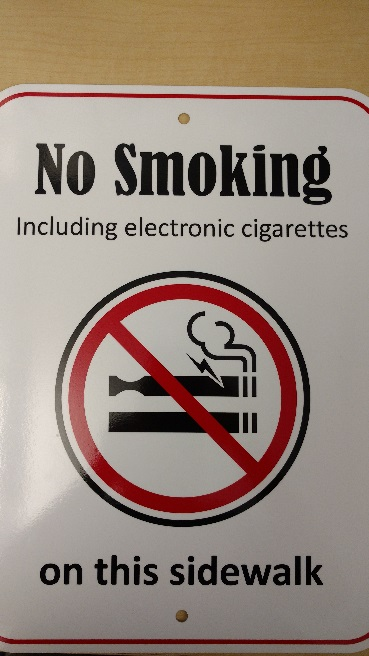 No Smoking
Including electronic cigarettes
on this sidewalk